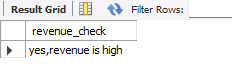 Result Grid Filter Rows:
revenue_check
yes,revenue is high